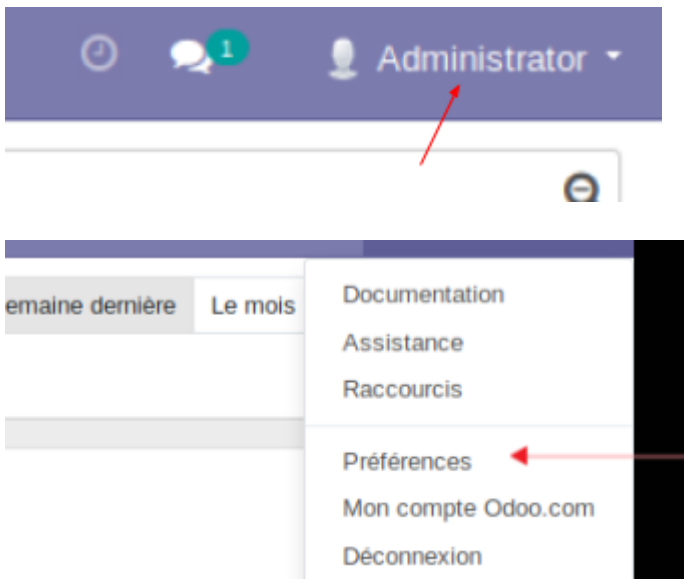 1
Administrator
emaine dernière
Le mois
Documentation
Assistance
Raccourcis
Préférences
Mon compte Odoo.com
Déconnexion